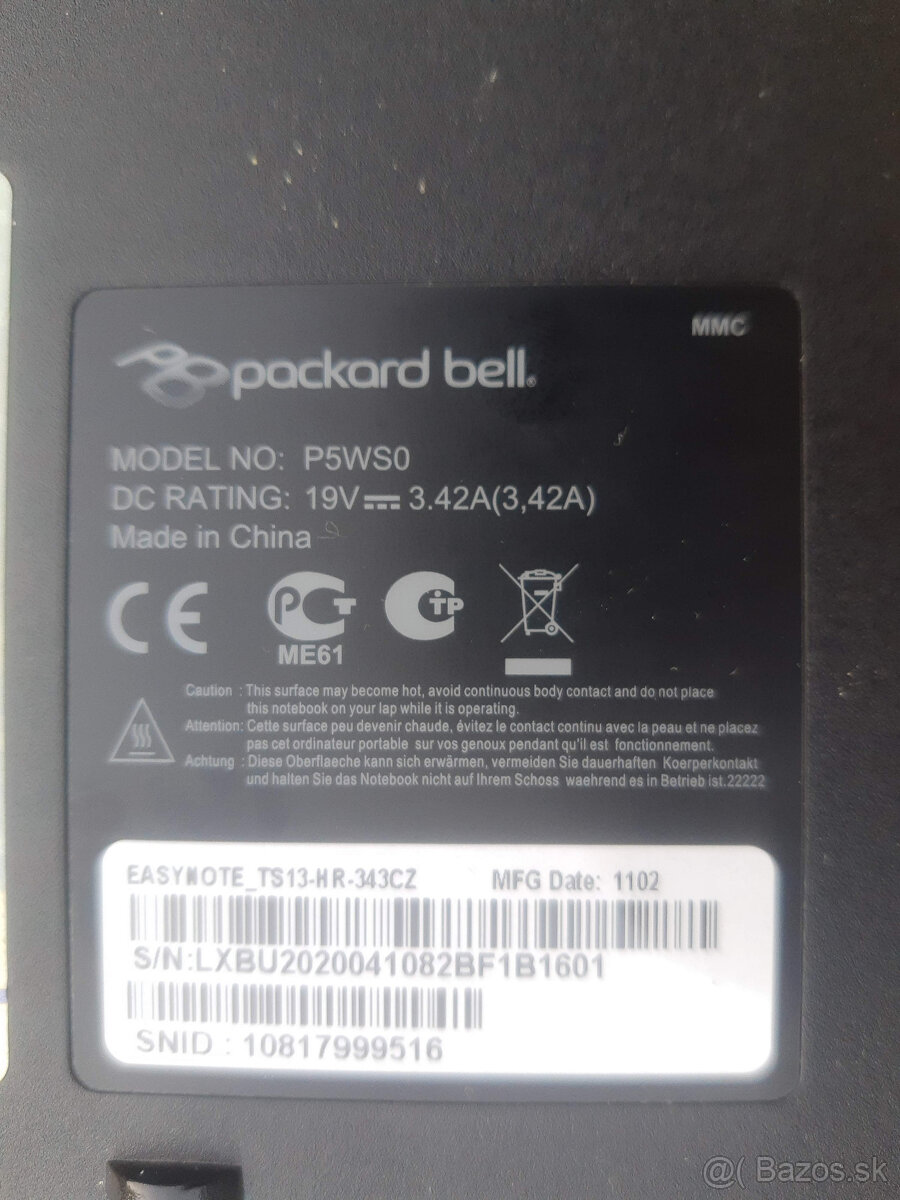 MMC
packard bell®
MODEL NO: P5WS0
DC RATING: 19V⎓3.42A(3,42A)
Made in China
CE
PCT
ME61
C TP
Caution : This surface may become hot, avoid continuous body contact and do not place
this notebook on your lap while it is operating.
Attention: Cette surface peu devenir chaude, évitez le contact continu avec la peau et ne placez
pas cet ordinateur portable sur vos genoux pendant qu'il est fonctionnement.
Achtung : Diese Oberflaeche kann sich erwärmen, vermeiden Sie dauerhaften Koerperkontakt
und halten Sie das Notebook nicht auf Ihrem Schoss waehrend es in Betrieb ist.22222
EASYNOTE_TS13-HR-343CZ MFG Date: 1102
S/N:LXBU2020041082BF1B1601
SNID : 10817999516
@( Bazos.sk